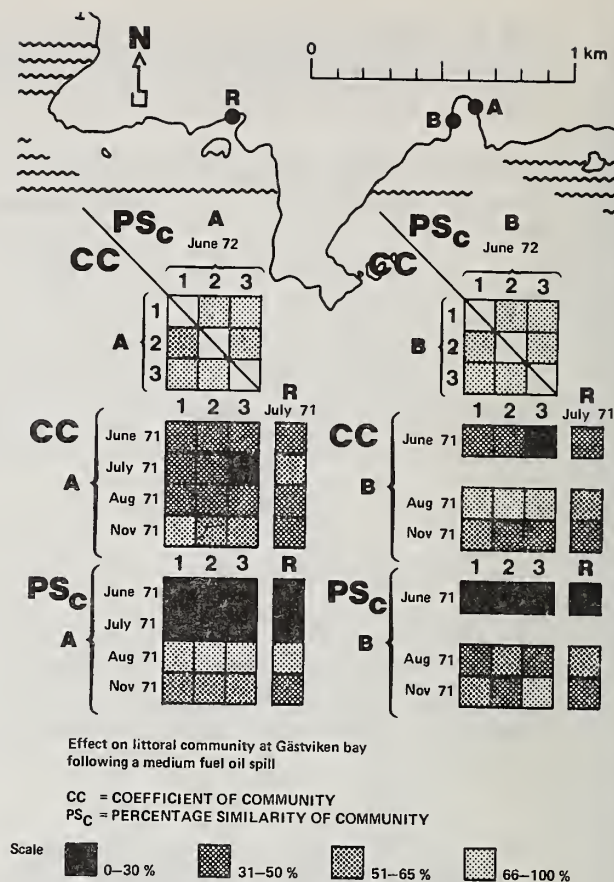 N
0 1 km
R
B A
PSc A
June 72
CC
1 2 3
A
1
2
3
PSc B
June 72
CC
1 2 3
B
1
2
3
1 2 3 R
July 71
CC
A
June 71
July 71
Aug 71
Nov 71
1 2 3 R
July 71
CC
B
June 71
Aug 71
Nov 71
1 2 3 R
PSc
A
June 71
July 71
Aug 71
Nov 71
1 2 3 R
PSc
B
June 71
Aug 71
Nov 71
Effect on littoral community at Gästviken bay
following a medium fuel oil spill
CC = COEFFICIENT OF COMMUNITY
PSc = PERCENTAGE SIMILARITY OF COMMUNITY
Scale 0–30 % 31–50 % 51–65 % 66–100 %